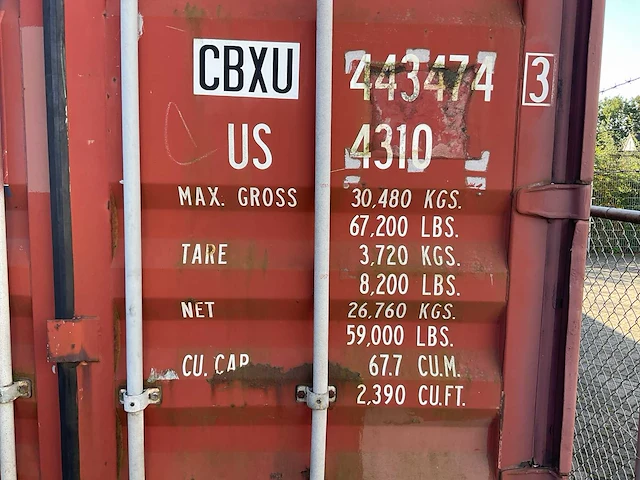 CBXU 443474 3
US 4310
MAX. GROSS 30,480 KGS.
67,200 LBS.
TARE 3,720 KGS.
8,200 LBS.
NET 26,760 KGS.
59,000 LBS.
CU. CAP 67.7 CU.M.
2,390 CU.FT.